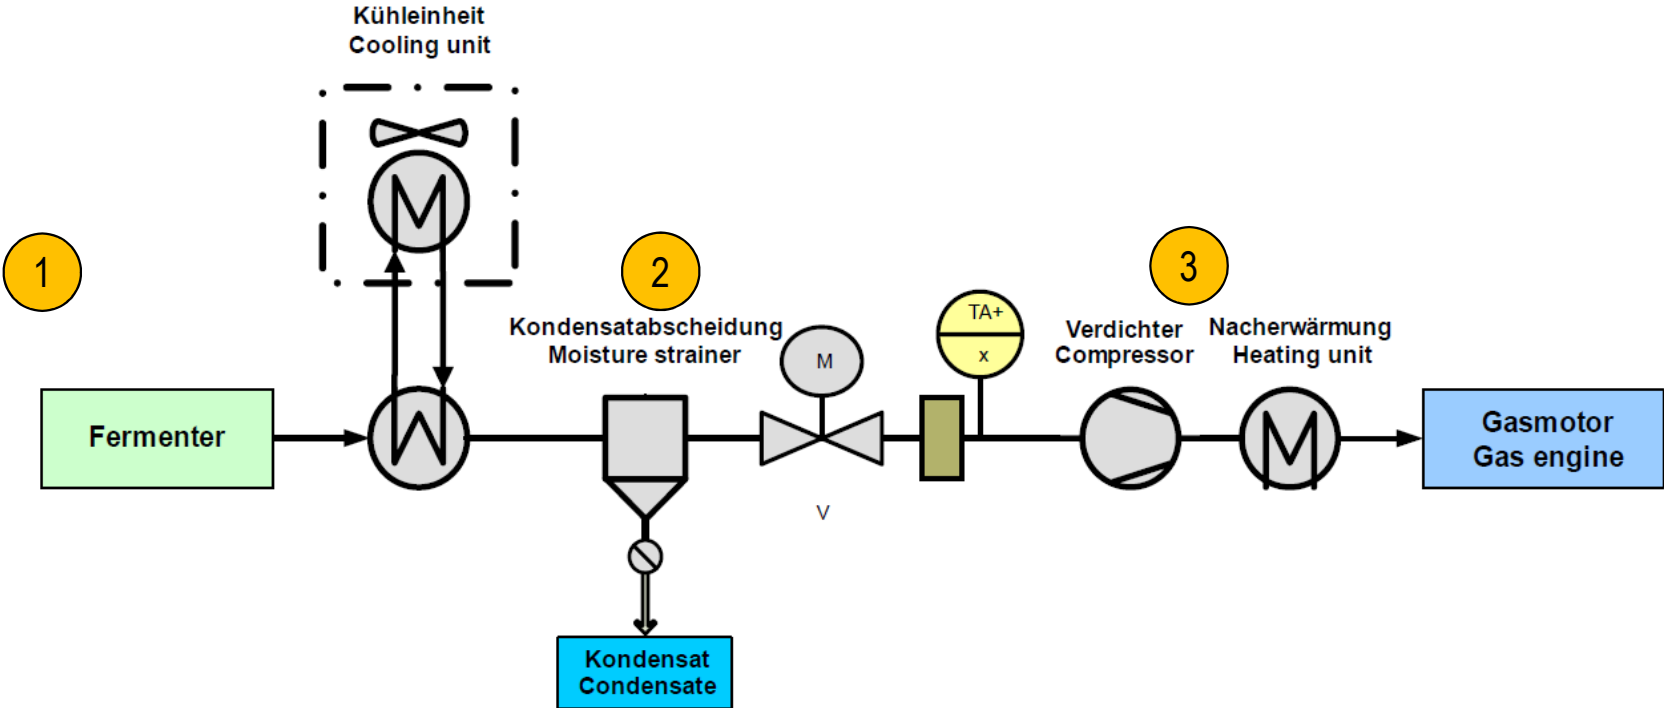 Kühleinheit
Cooling unit
1
2
3
Kondensatabscheidung
Moisture strainer
M
TA+
x
Verdichter
Compressor
Nacherwärmung
Heating unit
Fermenter
Gasmotor
Gas engine
V
Kondensat
Condensate